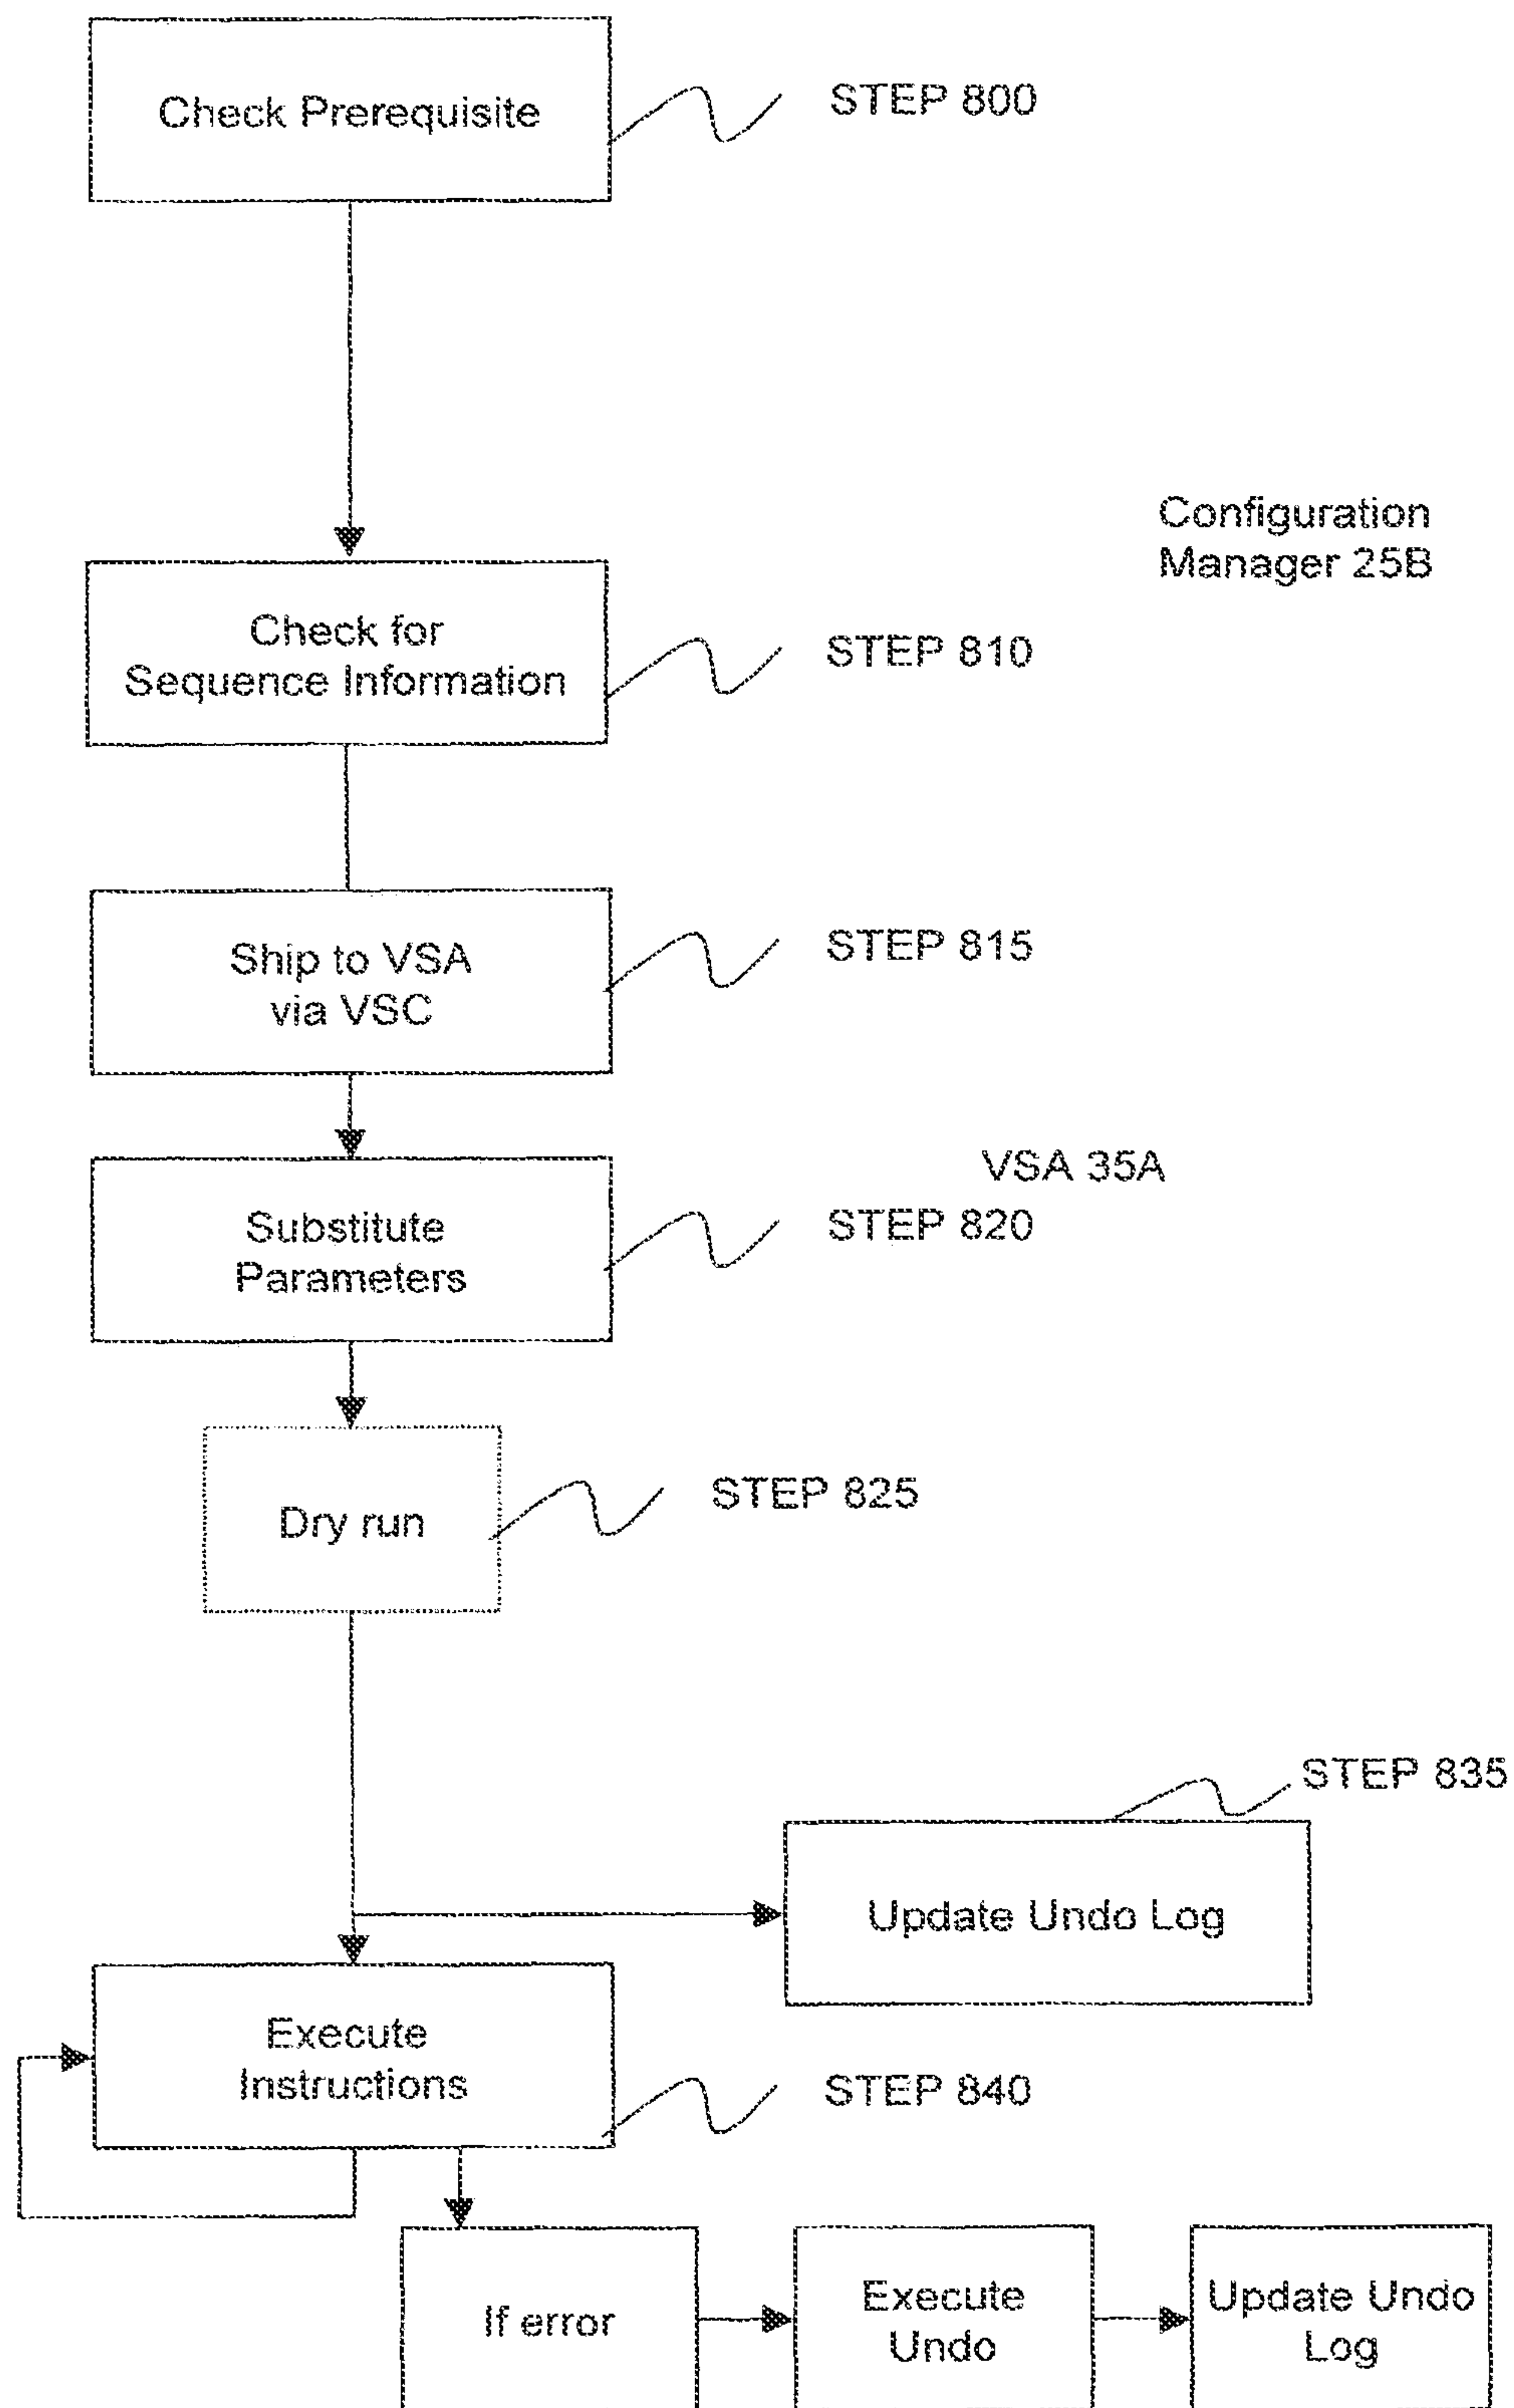 Check Prerequisite
STEP 800
Configuration
Manager 25B
Check for
Sequence Information
STEP 810
Ship to VSA
via VSC
STEP 815
VSA 35A
Substitute
Parameters
STEP 820
Dry run
STEP 825
STEP 835
Update Undo Log
Execute
Instructions
STEP 840
If error
Execute
Undo
Update Undo
Log